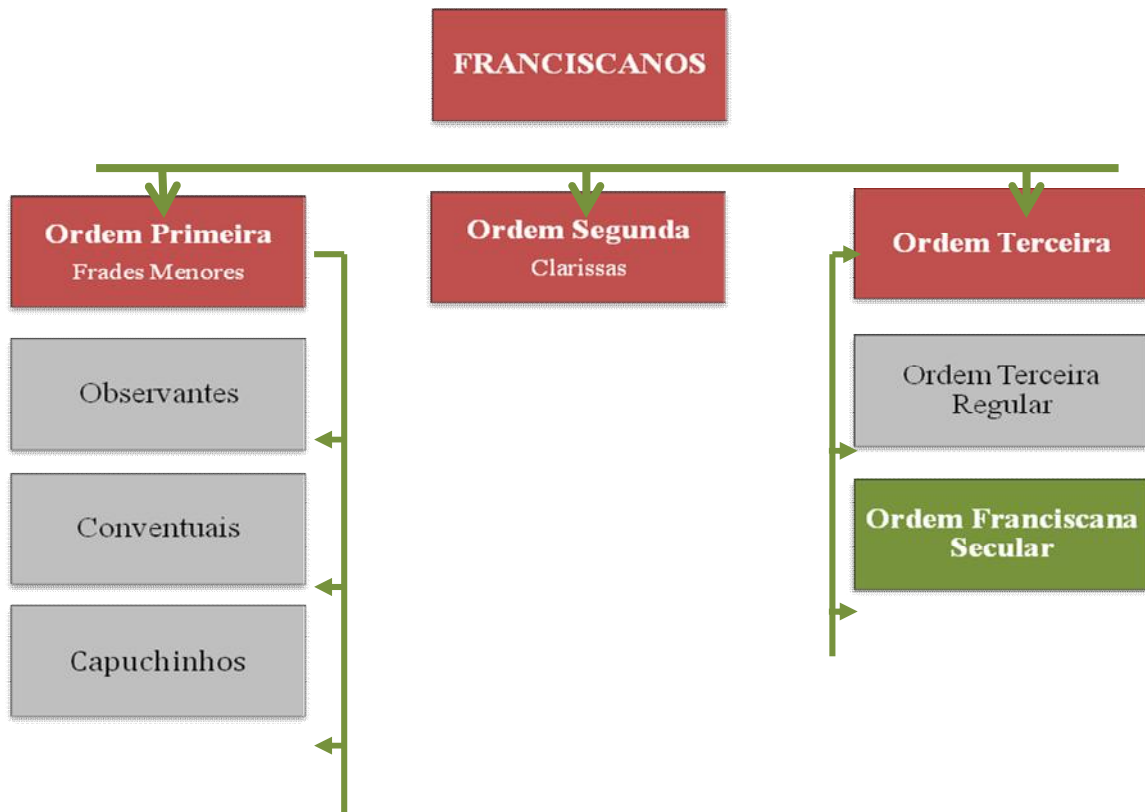 FRANCISCANOS
Ordem Primeira
Frades Menores
Ordem Segunda
Clarissas
Ordem Terceira
Observantes
Conventuais
Capuchinhos
Ordem Terceira
Regular
Ordem Franciscana
Secular